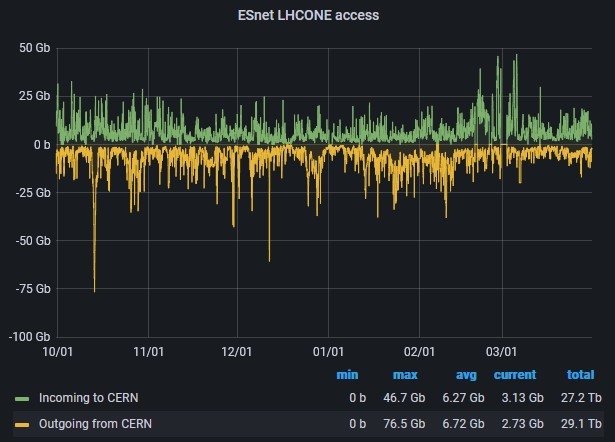 ESnet LHCONE access
50 Gb
25 Gb
0 b
-25 Gb
-50 Gb
-75 Gb
-100 Gb
10/01 11/01 12/01 01/01 02/01 03/01
min max avg current total
Incoming to CERN 0 b 46.7 Gb 6.27 Gb 3.13 Gb 27.2 Tb
Outgoing from CERN 0 b 76.5 Gb 6.72 Gb 2.73 Gb 29.1 Tb